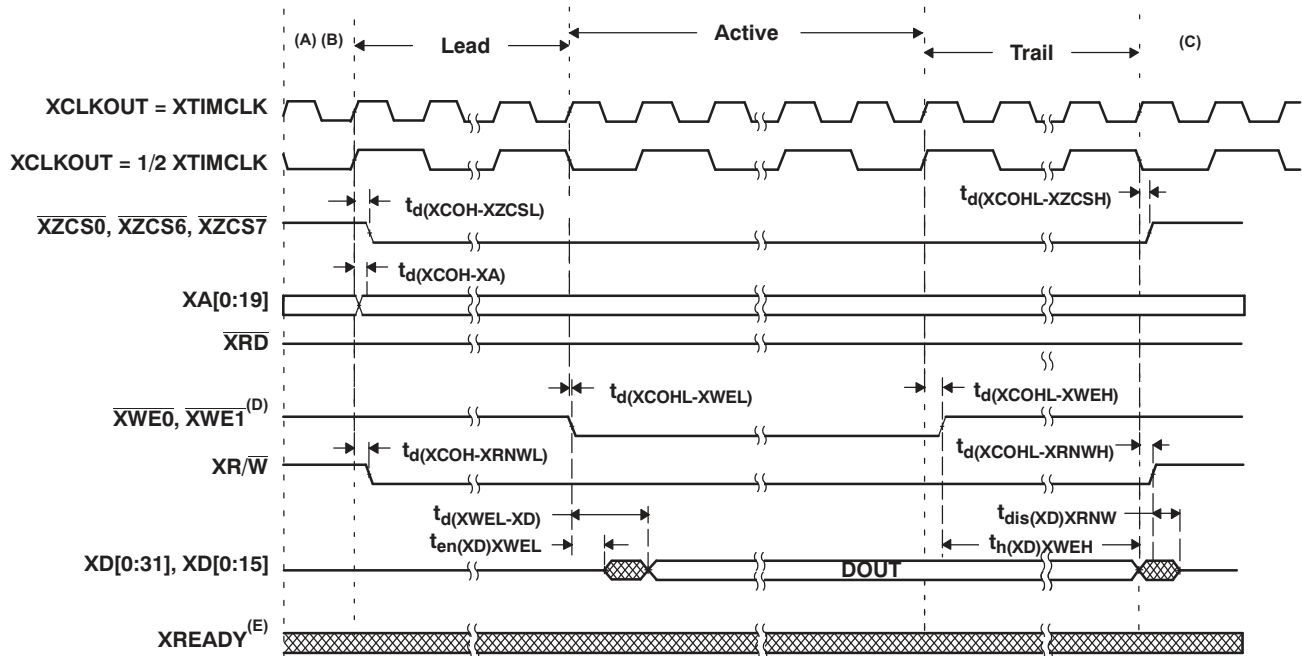 (A) (B) Lead Active Trail (C)
XCLKOUT = XTIMCLK
XCLKOUT = 1/2 XTIMCLK
td(XCOH-XZCSL) td(XCOHL-XZCSH)
XZCS0, XZCS6, XZCS7
td(XCOH-XA)
XA[0:19]
XRD
td(XCOHL-XWEL) td(XCOHL-XWEH)
XWE0, XWE1(D)
td(XCOH-XRNWL) td(XCOHL-XRNWH)
XR/W
td(XWEL-XD) tdis(XD)XRNW
ten(XD)XWEL th(XD)XWEH
XD[0:31], XD[0:15] DOUT
XREADY(E)